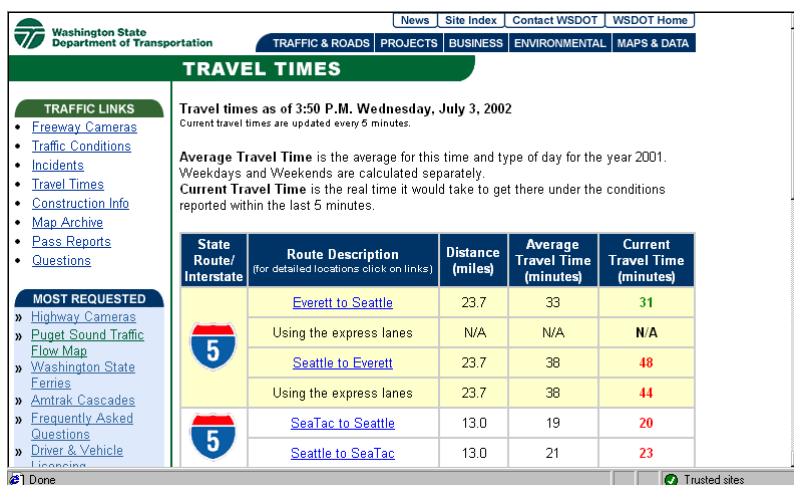 News
Site Index
Contact WSDOT
WSDOT Home
Washington State
Department of Transportation
TRAFFIC & ROADS
PROJECTS
BUSINESS
ENVIRONMENTAL
MAPS & DATA
TRAVEL TIMES
TRAFFIC LINKS
• Freeway Cameras
• Traffic Conditions
• Incidents
• Travel Times
• Construction Info
• Map Archive
• Pass Reports
• Questions
MOST REQUESTED
» Highway Cameras
» Puget Sound Traffic
Flow Map
» Washington State
Ferries
» Amtrak Cascades
» Frequently Asked
Questions
» Driver & Vehicle
Licensing
Travel times as of 3:50 P.M. Wednesday, July 3, 2002
Current travel times are updated every 5 minutes.
Average Travel Time is the average for this time and type of day for the year 2001.
Weekdays and Weekends are calculated separately.
Current Travel Time is the real time it would take to get there under the conditions
reported within the last 5 minutes.
State
Route/
Interstate
Route Description
(for detailed locations click on links)
Distance
(miles)
Average
Travel Time
(minutes)
Current
Travel Time
(minutes)
5
Everett to Seattle 23.7 33 31
Using the express lanes N/A N/A N/A
Seattle to Everett 23.7 38 48
Using the express lanes 23.7 38 44
5
SeaTac to Seattle 13.0 19 20
Seattle to SeaTac 13.0 21 23
Done
Trusted sites